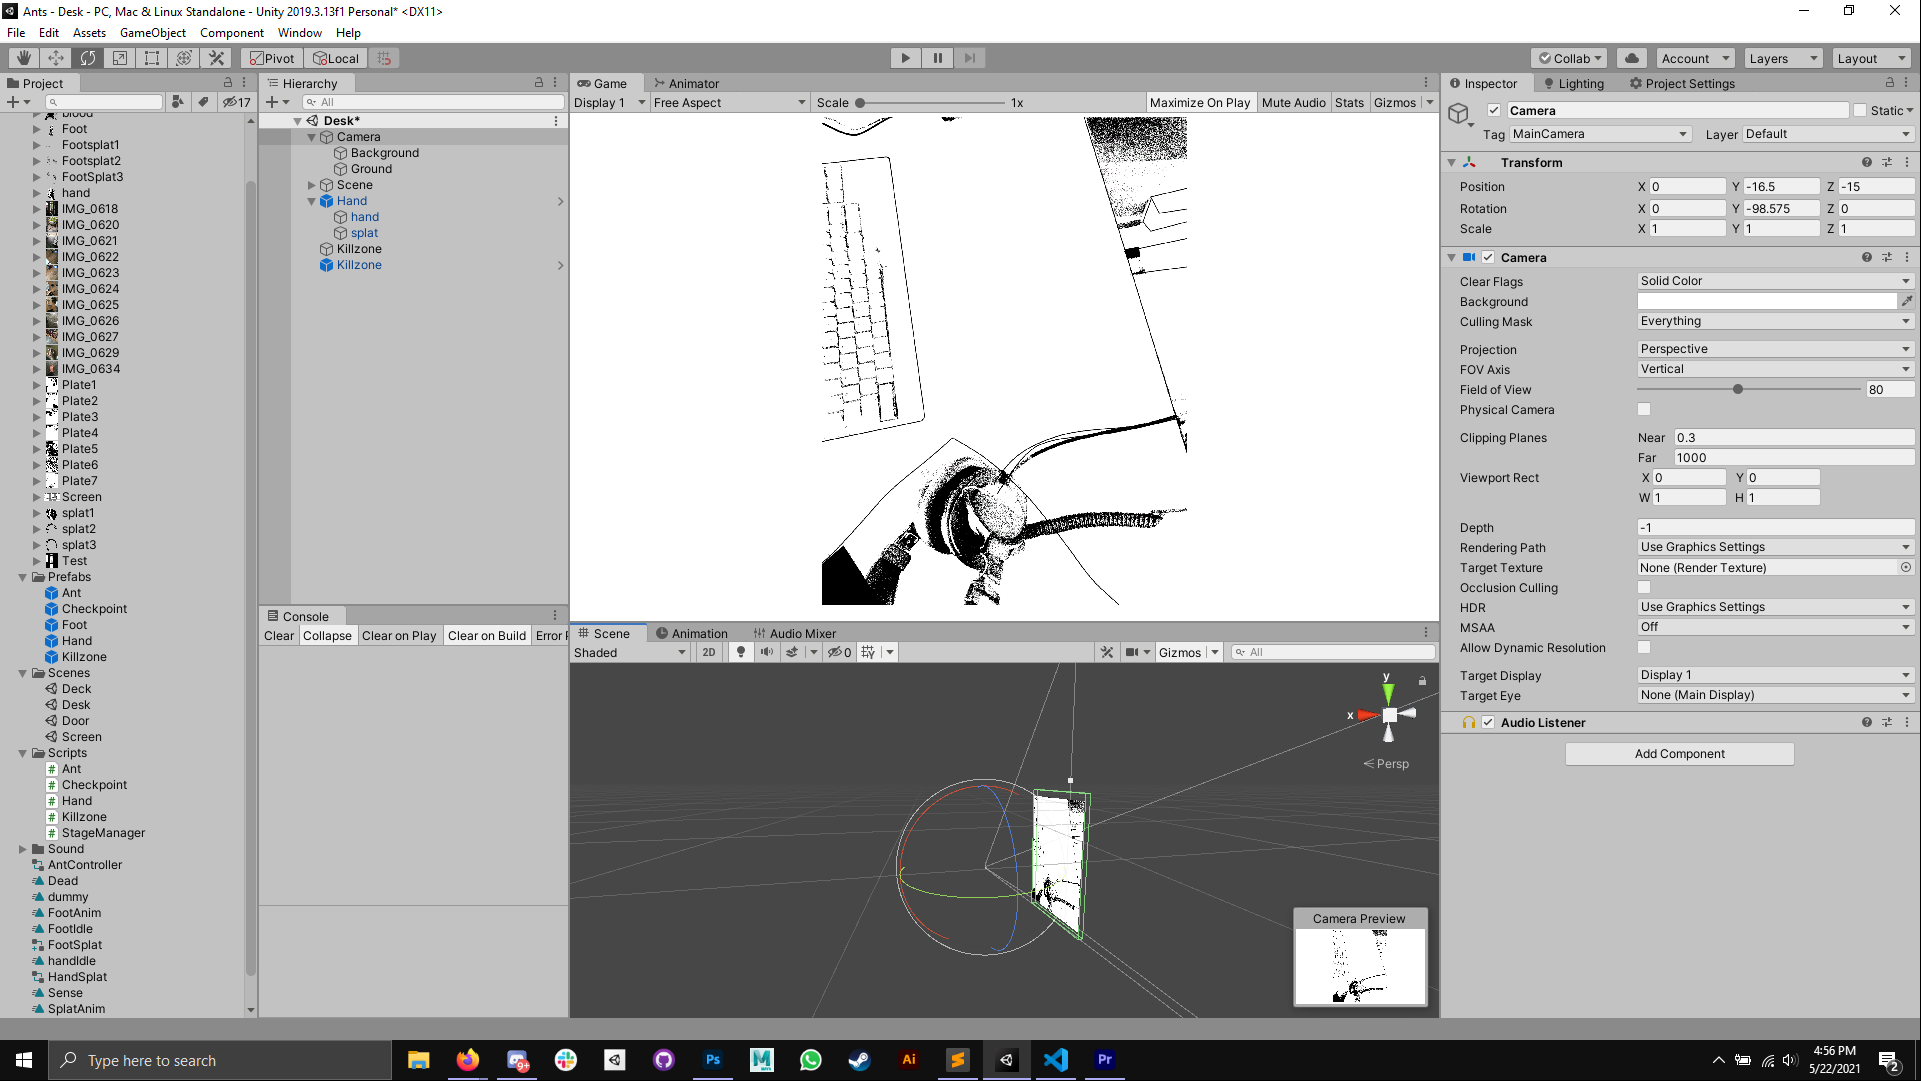 Ants - Desk - PC, Mac & Linux Standalone - Unity 2019.3.13f1 Personal* <DX11>
File Edit Assets GameObject Component Window Help
Pivot Local Collab Account Layers Layout
Project
17
Foot
Footsplat1
Footsplat2
FootSplat3
hand
IMG_0618
IMG_0620
IMG_0621
IMG_0622
IMG_0623
IMG_0624
IMG_0625
IMG_0626
IMG_0627
IMG_0629
IMG_0634
Plate1
Plate2
Plate3
Plate4
Plate5
Plate6
Plate7
Screen
splat1
splat2
splat3
Test
Prefabs
Ant
Checkpoint
Foot
Hand
Killzone
Scenes
Deck
Desk
Door
Screen
Scripts
Ant
Checkpoint
Hand
Killzone
StageManager
Sound
AntController
Dead
dummy
FootAnim
FootIdle
FootSplat
handIdle
HandSplat
Sense
SplatAnim
Hierarchy
All
Desk*
Camera
Background
Ground
Scene
Hand
hand
splat
Killzone
Killzone
Console
Clear Collapse Clear on Play Clear on Build Error
Game Animator
Display 1 Free Aspect Scale 1x Maximize On Play Mute Audio Stats Gizmos
Scene Animation Audio Mixer
Shaded 2D 0 Gizmos All
y
x
Persp
Camera Preview
Inspector Lighting Project Settings
Camera Static
Tag MainCamera Layer Default
Transform
Position X 0 Y -16.5 Z -15
Rotation X 0 Y -98.575 Z 0
Scale X 1 Y 1 Z 1
Camera
Clear Flags Solid Color
Background
Culling Mask Everything
Projection Perspective
FOV Axis Vertical
Field of View 80
Physical Camera
Clipping Planes Near 0.3
Far 1000
Viewport Rect X 0 Y 0
W 1 H 1
Depth -1
Rendering Path Use Graphics Settings
Target Texture None (Render Texture)
Occlusion Culling
HDR Use Graphics Settings
MSAA Off
Allow Dynamic Resolution
Target Display Display 1
Target Eye None (Main Display)
Audio Listener
Add Component
Type here to search
9+
Ps
M
Ai
Pr
4:56 PM
5/22/2021
2